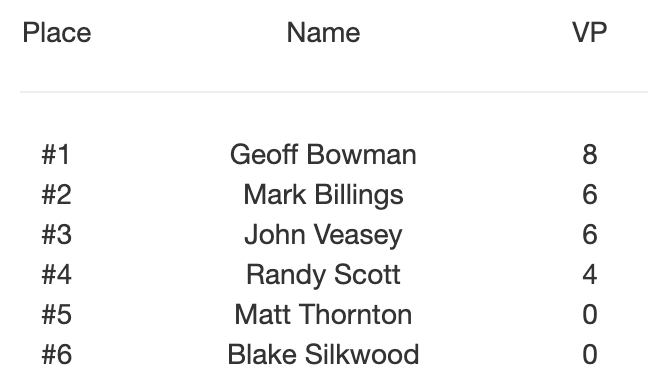 Place Name VP
#1 Geoff Bowman 8
#2 Mark Billings 6
#3 John Veasey 6
#4 Randy Scott 4
#5 Matt Thornton 0
#6 Blake Silkwood 0